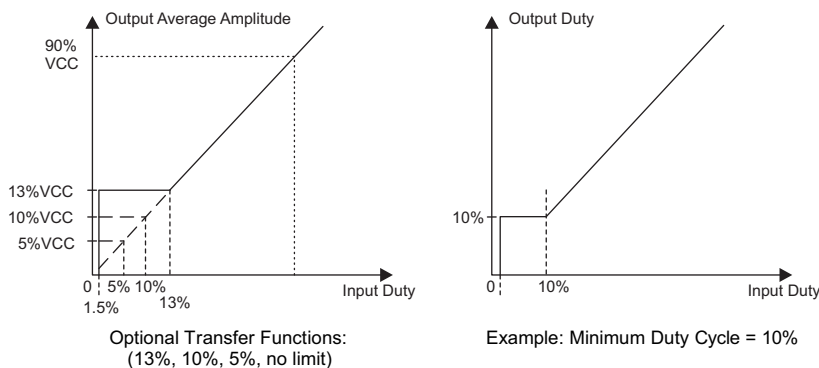 Output Average Amplitude
90%
VCC
13%VCC
10%VCC
5%VCC
0 5% 10%
1.5%
13%
Input Duty
Optional Transfer Functions:
(13%, 10%, 5%, no limit)
Output Duty
10%
0
10%
Input Duty
Example: Minimum Duty Cycle = 10%